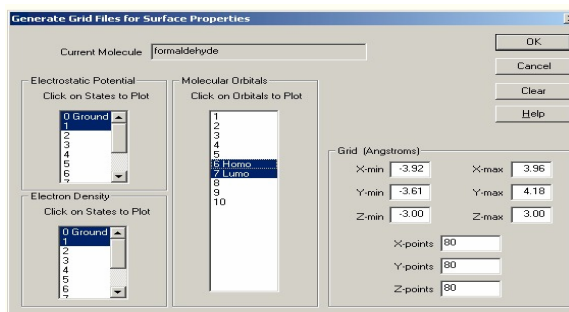 Generate Grid Files for Surface Properties
Current Molecule formaldehyde
OK
Cancel
Clear
Help
Electrostatic Potential
Click on States to Plot
0 Ground
1
2
3
4
5
6
Electron Density
Click on States to Plot
0 Ground
1
2
3
4
5
6
7
Molecular Orbitals
Click on Orbitals to Plot
1
2
3
4
5
6 Homo
7 Lumo
8
9
10
Grid (Angstroms)
X-min -3.92 X-max 3.96
Y-min -3.61 Y-max 4.18
Z-min -3.00 Z-max 3.00
X-points 80
Y-points 80
Z-points 80